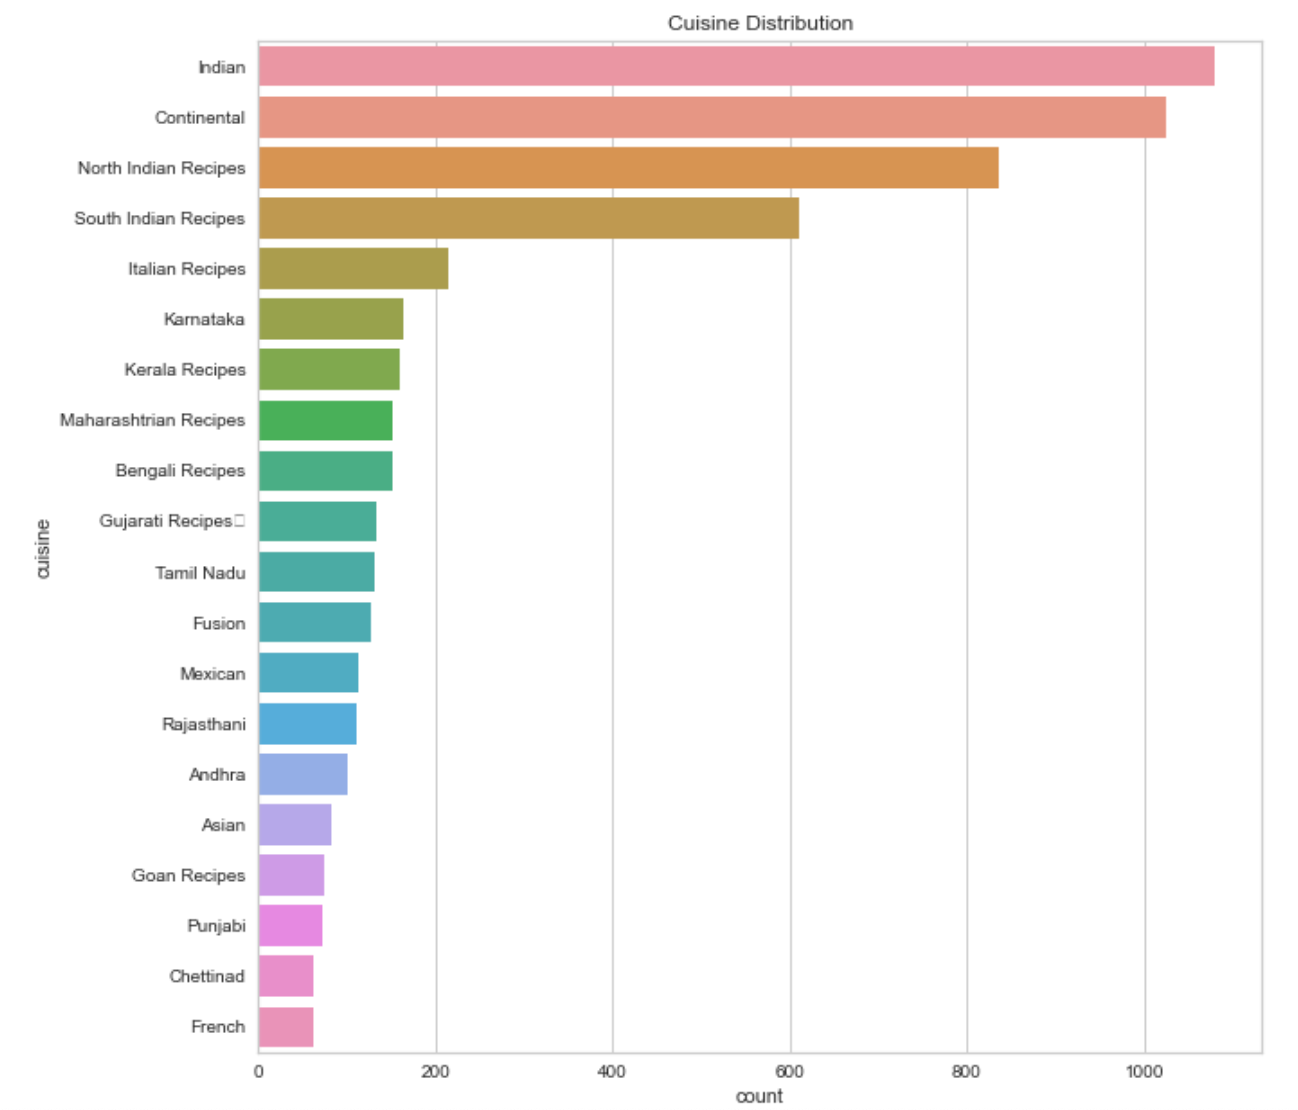 Cuisine Distribution
Indian
Continental
North Indian Recipes
South Indian Recipes
Italian Recipes
Karnataka
Kerala Recipes
Maharashtrian Recipes
Bengali Recipes
Gujarati Recipes□
Tamil Nadu
Fusion
Mexican
Rajasthani
Andhra
Asian
Goan Recipes
Punjabi
Chettinad
French
cuisine
0 200 400 600 800 1000
count